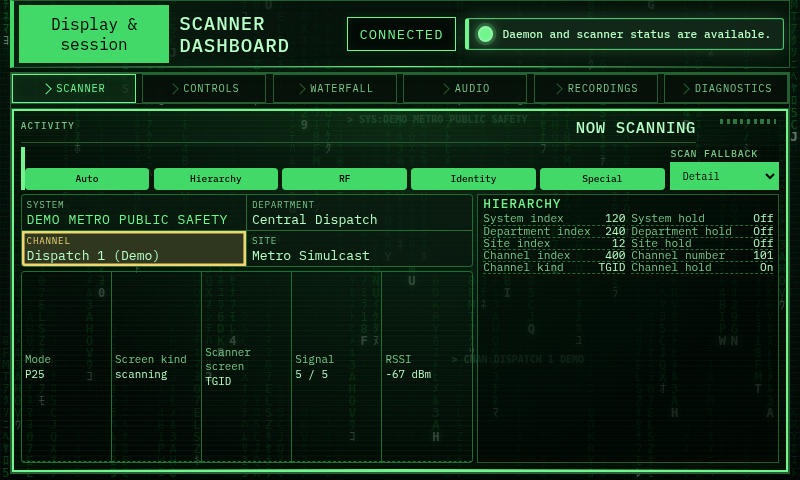 Display &
session
SCANNER
DASHBOARD
CONNECTED
Daemon and scanner status are available.
SCANNER
CONTROLS
WATERFALL
AUDIO
RECORDINGS
DIAGNOSTICS
ACTIVITY
> SYS:DEMO METRO PUBLIC SAFETY
NOW SCANNING
SCAN FALLBACK
Auto
Hierarchy
RF
Identity
Special
Detail
SYSTEM
DEMO METRO PUBLIC SAFETY
DEPARTMENT
Central Dispatch
CHANNEL
Dispatch 1 (Demo)
SITE
Metro Simulcast
HIERARCHY
System index 120 System hold Off
Department index 240 Department hold Off
Site index 12 Site hold Off
Channel index 400 Channel number 101
Channel kind TGID Channel hold On
Mode
P25
Screen kind
scanning
Scanner
screen
TGID
Signal
5 / 5
RSSI
-67 dBm
> CHAN:DISPATCH 1 DEMO